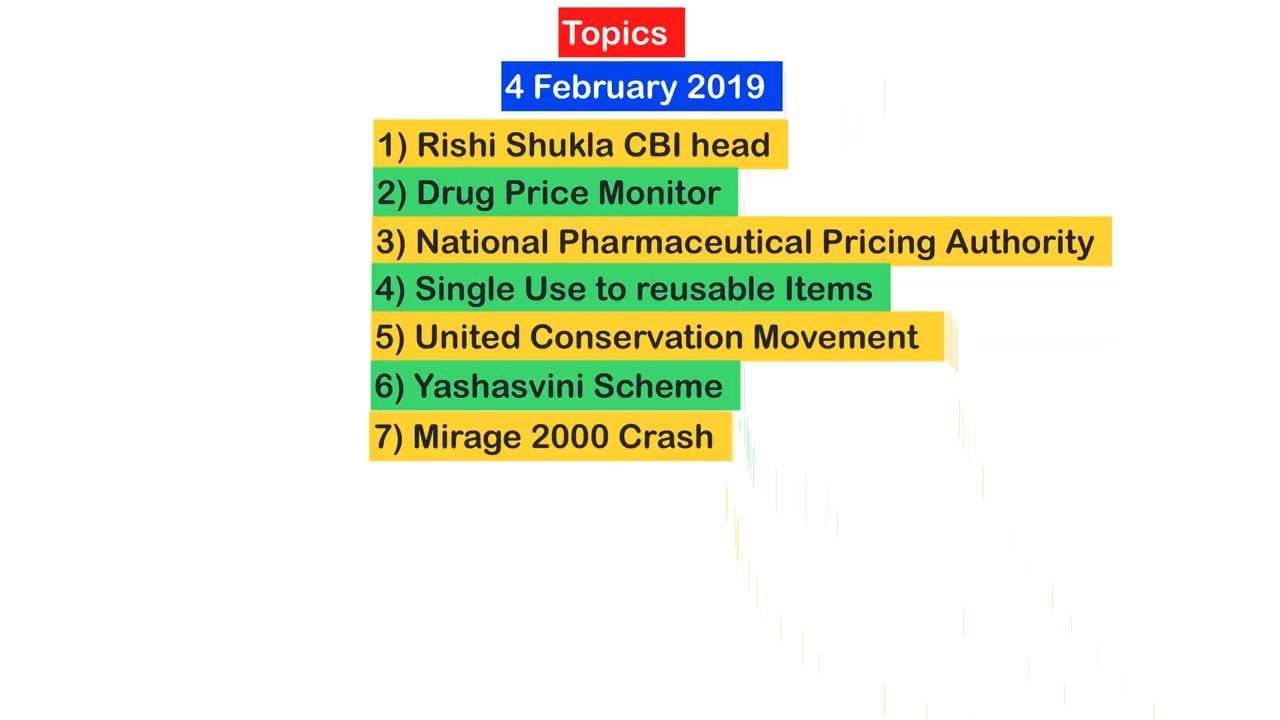 Topics
4 February 2019
1) Rishi Shukla CBI head
2) Drug Price Monitor
3) National Pharmaceutical Pricing Authority
4) Single Use to reusable Items
5) United Conservation Movement
6) Yashasvini Scheme
7) Mirage 2000 Crash